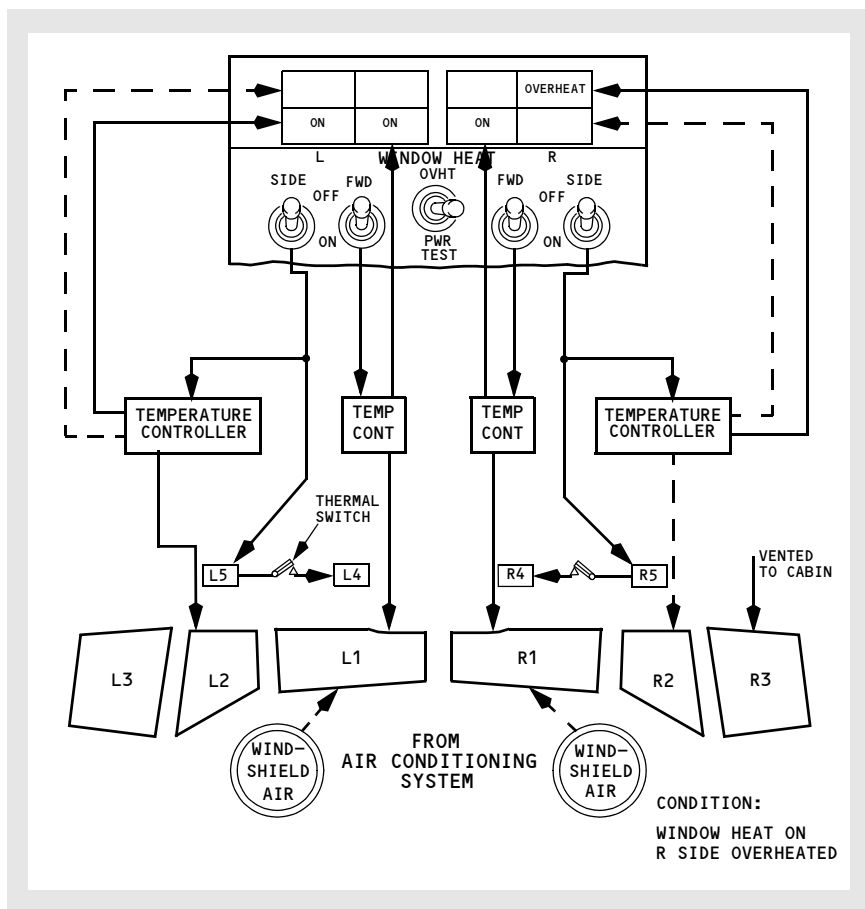 OVERHEAT
ON ON ON
L WINDOW HEAT R
OVHT
SIDE OFF FWD
FWD OFF SIDE
ON
ON
PWR
TEST
TEMPERATURE
CONTROLLER
TEMP
CONT
TEMP
CONT
TEMPERATURE
CONTROLLER
THERMAL
SWITCH
L5
L4
R4
R5
VENTED
TO CABIN
L3
L2
L1
R1
R2
R3
WIND-
SHIELD
AIR
FROM
AIR CONDITIONING
SYSTEM
WIND-
SHIELD
AIR
CONDITION:
WINDOW HEAT ON
R SIDE OVERHEATED